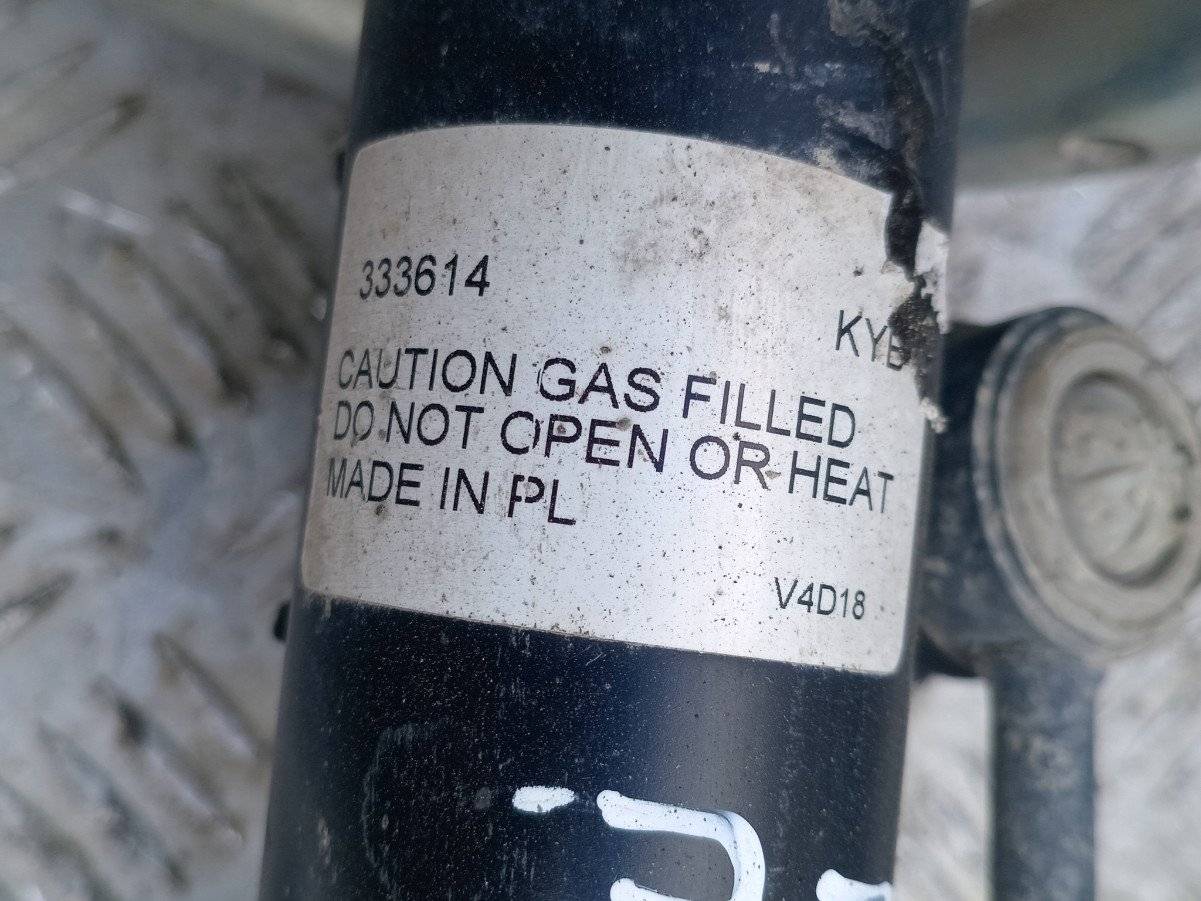 333614
KYB
CAUTION GAS FILLED
DO NOT OPEN OR HEAT
MADE IN PL
V4D18